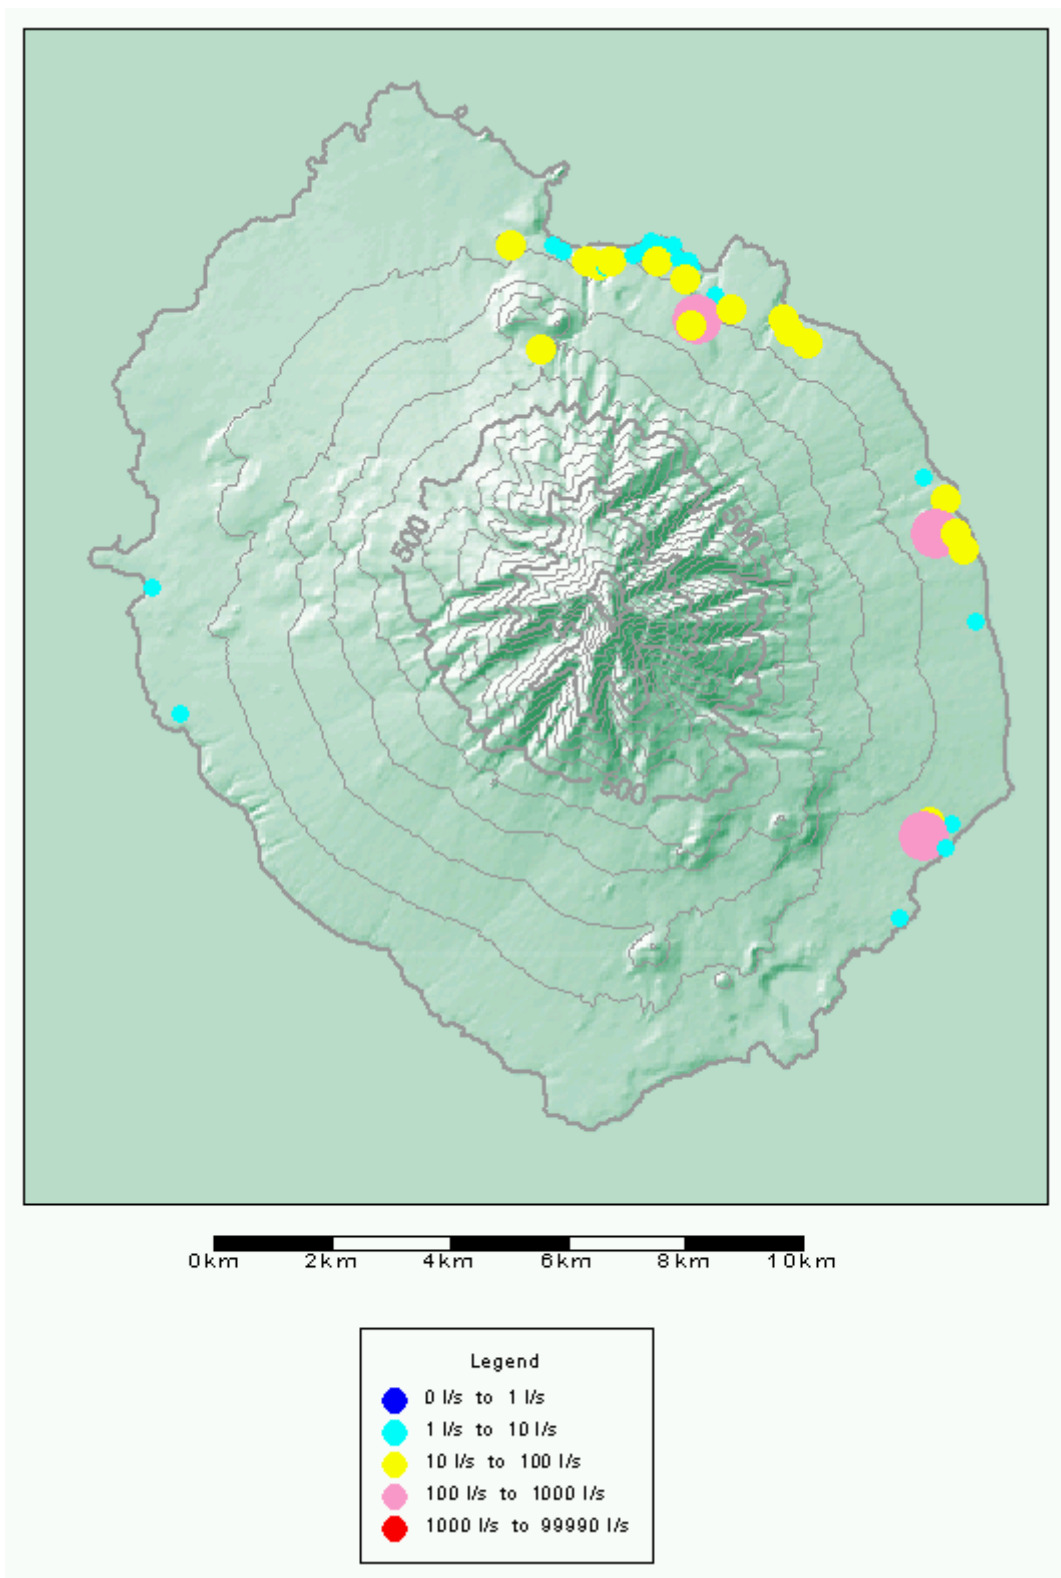 500
500
500
0km 2km 4km 6km 8km 10km
Legend
0 l/s to 1 l/s
1 l/s to 10 l/s
10 l/s to 100 l/s
100 l/s to 1000 l/s
1000 l/s to 99990 l/s